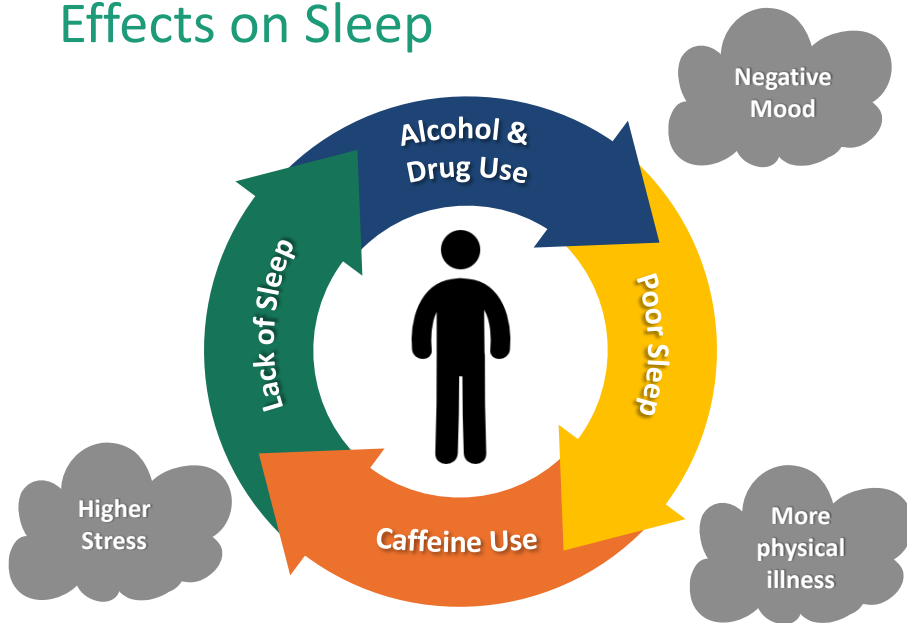 Effects on Sleep
Negative
Mood
Alcohol &
Drug Use
Poor Sleep
Lack of Sleep
Caffeine Use
Higher
Stress
More
physical
illness